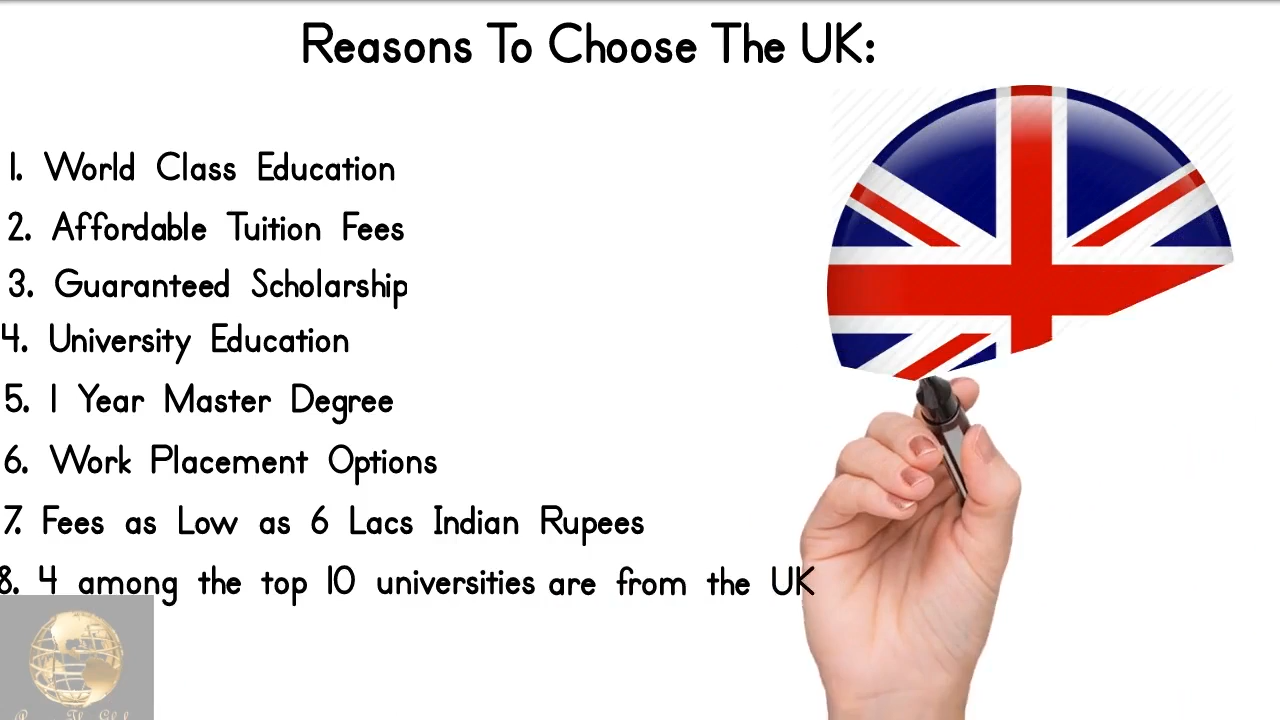 Reasons To Choose The UK:
1. World Class Education
2. Affordable Tuition Fees
3. Guaranteed Scholarship
4. University Education
5. 1 Year Master Degree
6. Work Placement Options
7. Fees as Low as 6 Lacs Indian Rupees
8. 4 among the top 10 universities are from the UK